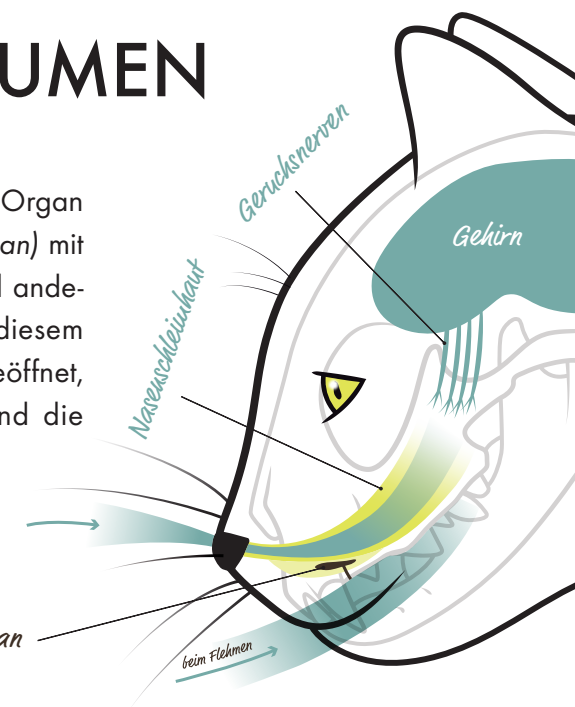 UMEN
Organ
an) mit
l ande-
diesem
eöffnet,
nd die
Geruchsnerven
Gehirn
Nasenschleimhaut
an
beim Flehmen